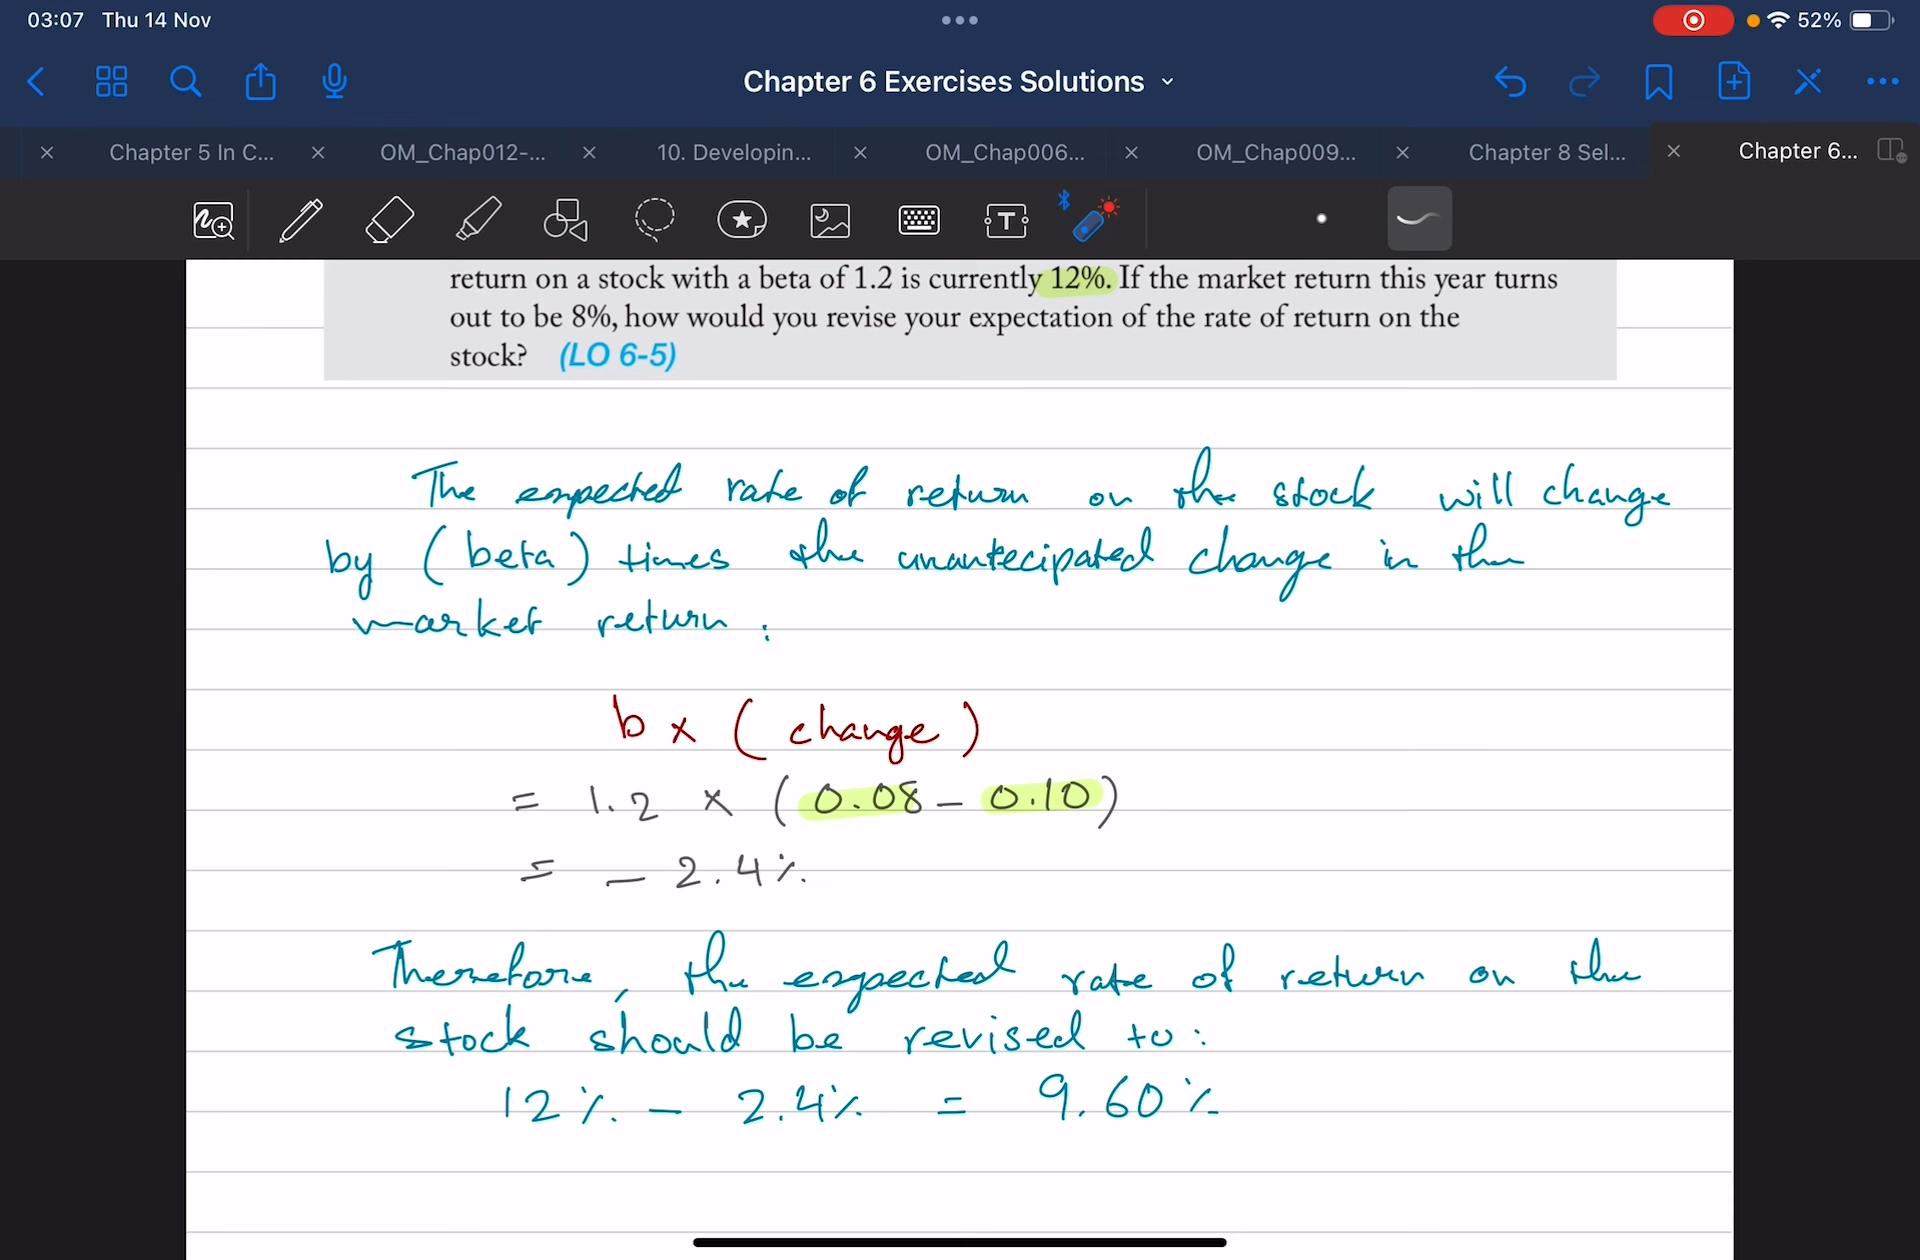 03:07 Thu 14 Nov
52%
Chapter 6 Exercises Solutions
Chapter 5 In C...
OM_Chap012-...
10. Developin...
OM_Chap006...
OM_Chap009...
Chapter 8 Sel...
Chapter 6...
return on a stock with a beta of 1.2 is currently 12%. If the market return this year turns
out to be 8%, how would you revise your expectation of the rate of return on the
stock? (LO 6-5)
The expected rate of return on the stock will change
by (beta) times the unantecipated change in the
market return:
b × (change)
= 1.2 × (0.08 – 0.10)
= – 2.4%
Therefore, the expected rate of return on the
stock should be revised to:
12% – 2.4% = 9.60%